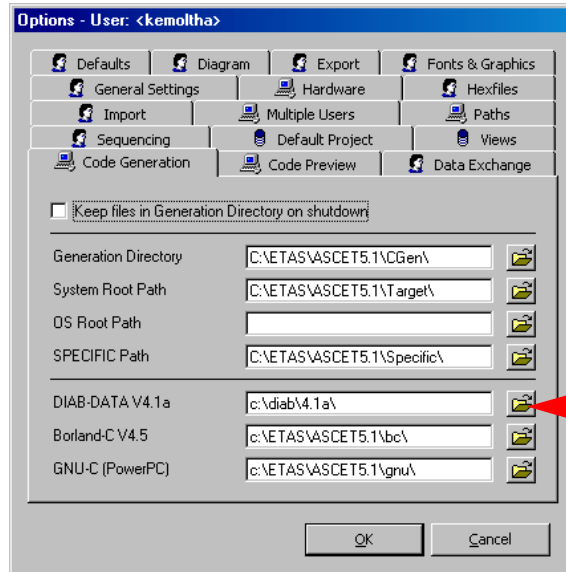 Options - User: <kemoltha>
Defaults Diagram Export Fonts & Graphics
General Settings Hardware Hexfiles
Import Multiple Users Paths
Sequencing Default Project Views
Code Generation Code Preview Data Exchange
Keep files in Generation Directory on shutdown
Generation Directory C:\ETAS\ASCET5.1\CGen\
System Root Path C:\ETAS\ASCET5.1\Target\
OS Root Path
SPECIFIC Path C:\ETAS\ASCET5.1\Specific\
DIAB-DATA V4.1a c:\diab\4.1a\
Borland-C V4.5 c:\ETAS\ASCET5.1\bc\
GNU-C (PowerPC) c:\ETAS\ASCET5.1\gnu\
OK Cancel